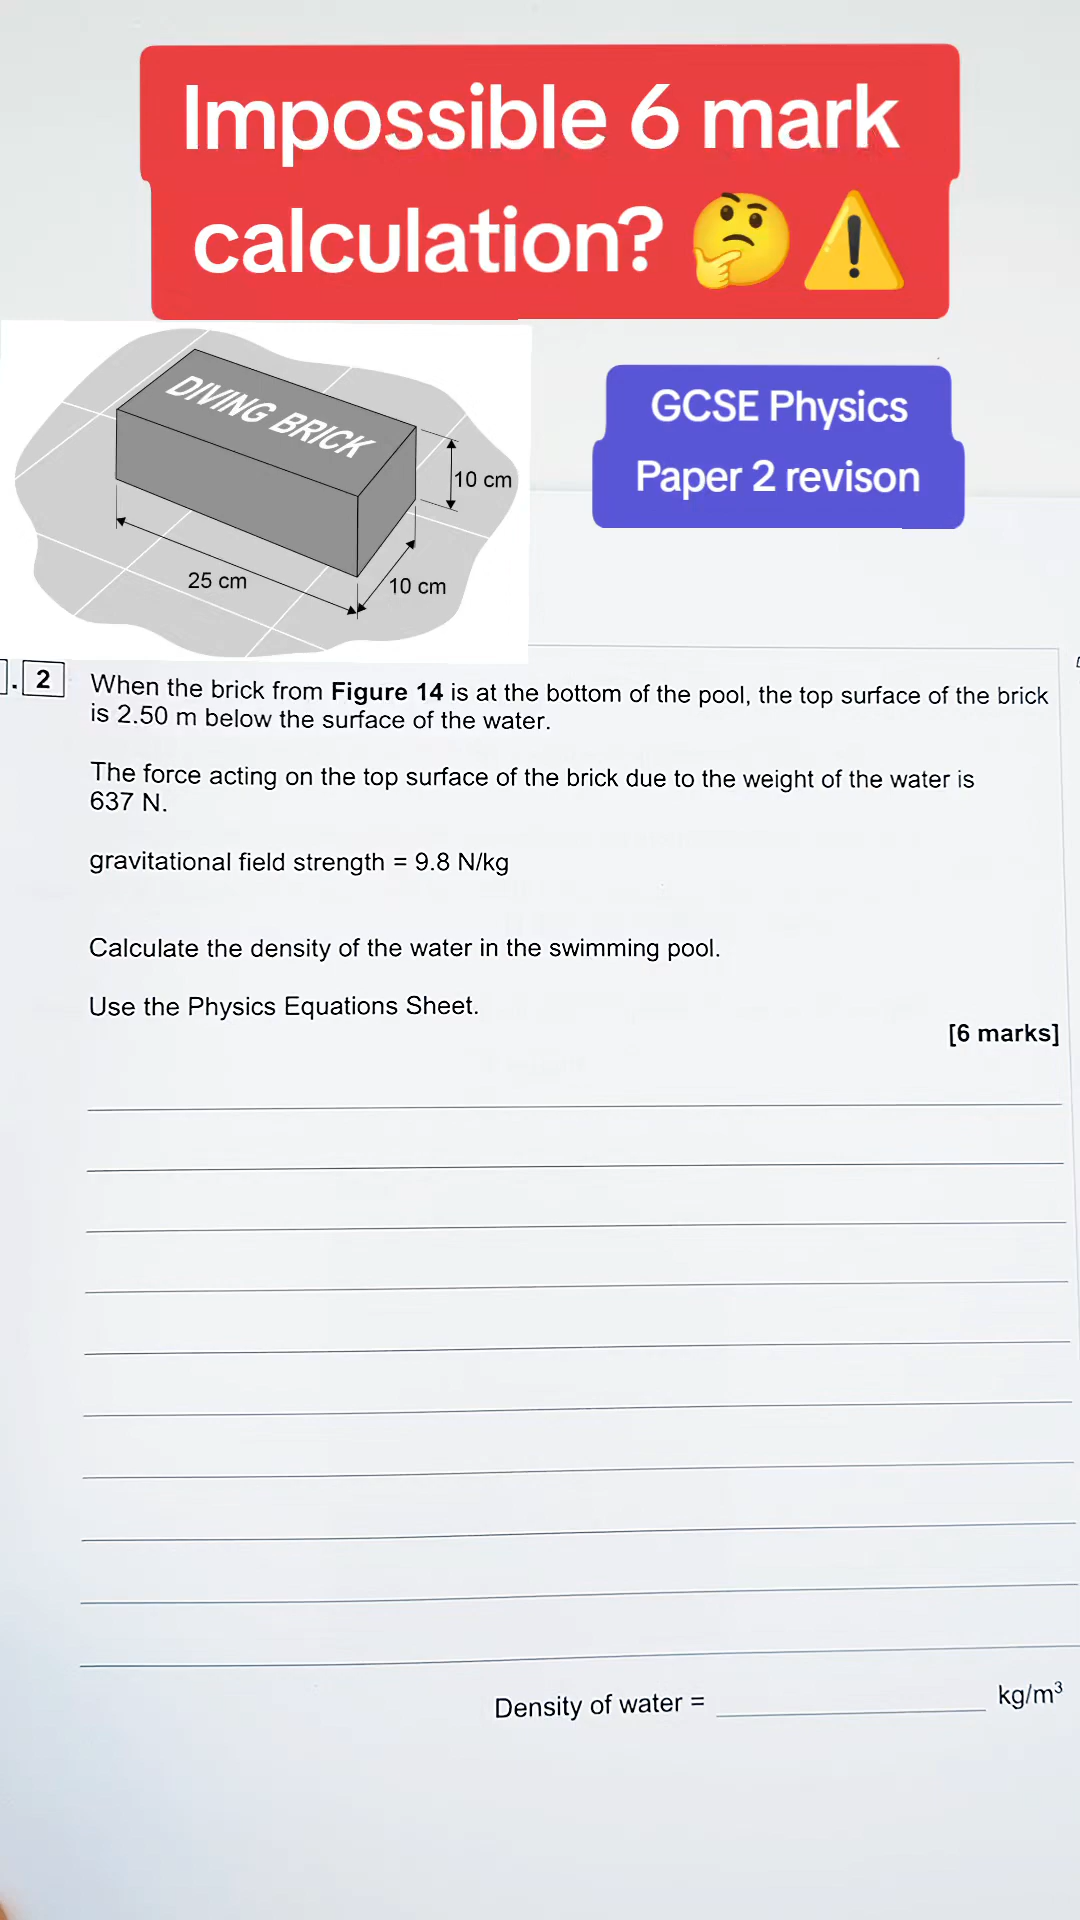 Impossible 6 mark
calculation? 🤔⚠️
DIVING BRICK
10 cm
25 cm
10 cm
GCSE Physics
Paper 2 revison
.2
When the brick from Figure 14 is at the bottom of the pool, the top surface of the brick
is 2.50 m below the surface of the water.
The force acting on the top surface of the brick due to the weight of the water is
637 N.
gravitational field strength = 9.8 N/kg
Calculate the density of the water in the swimming pool.
Use the Physics Equations Sheet.
[6 marks]
Density of water = ____________ kg/m³